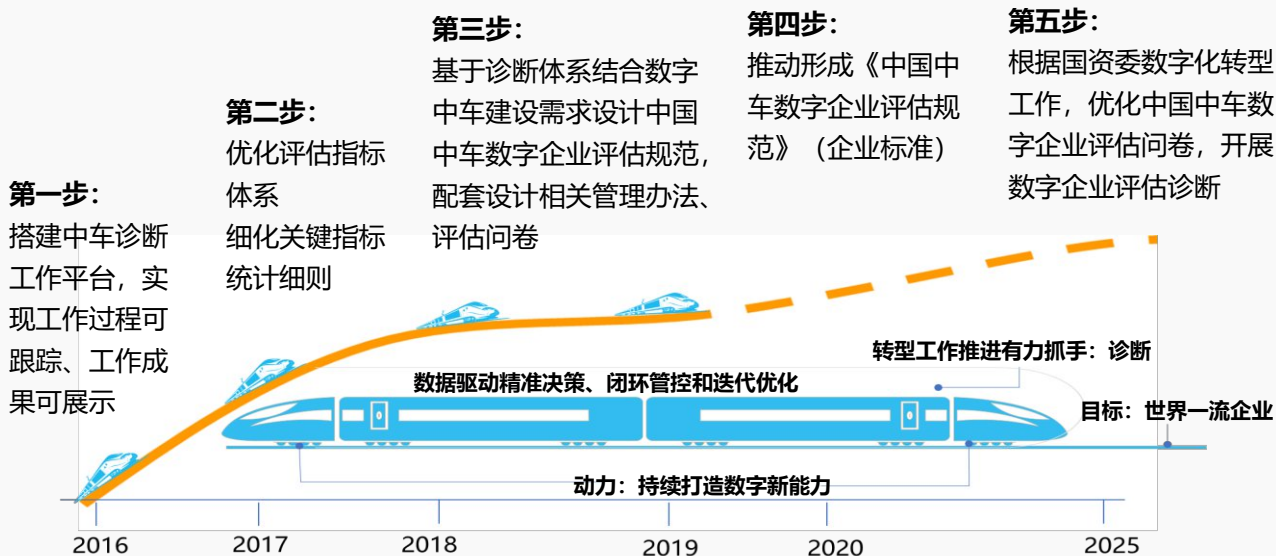 第一步：
搭建中车诊断
工作平台，实
现工作过程可
跟踪、工作成
果可展示
第二步：
优化评估指标
体系
细化关键指标
统计细则
第三步：
基于诊断体系结合数字
中车建设需求设计中国
中车数字企业评估规范，
配套设计相关管理办法、
评估问卷
第四步：
推动形成《中国中
车数字企业评估规
范》（企业标准）
第五步：
根据国资委数字化转型
工作，优化中国中车数
字企业评估问卷，开展
数字企业评估诊断
转型工作推进有力抓手：诊断
数据驱动精准决策、闭环管控和迭代优化
目标：世界一流企业
动力：持续打造数字新能力
2016
2017
2018
2019
2020
2025